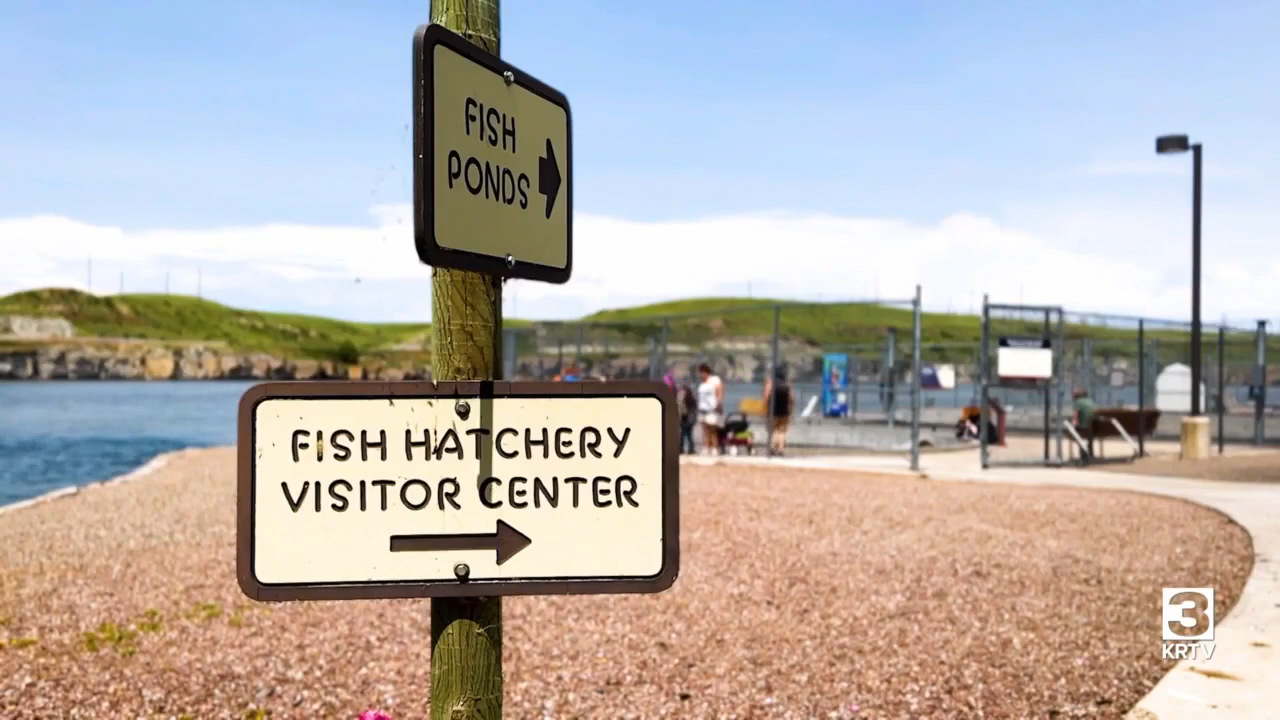 FISH
PONDS
FISH HATCHERY
VISITOR CENTER
3
KRTV